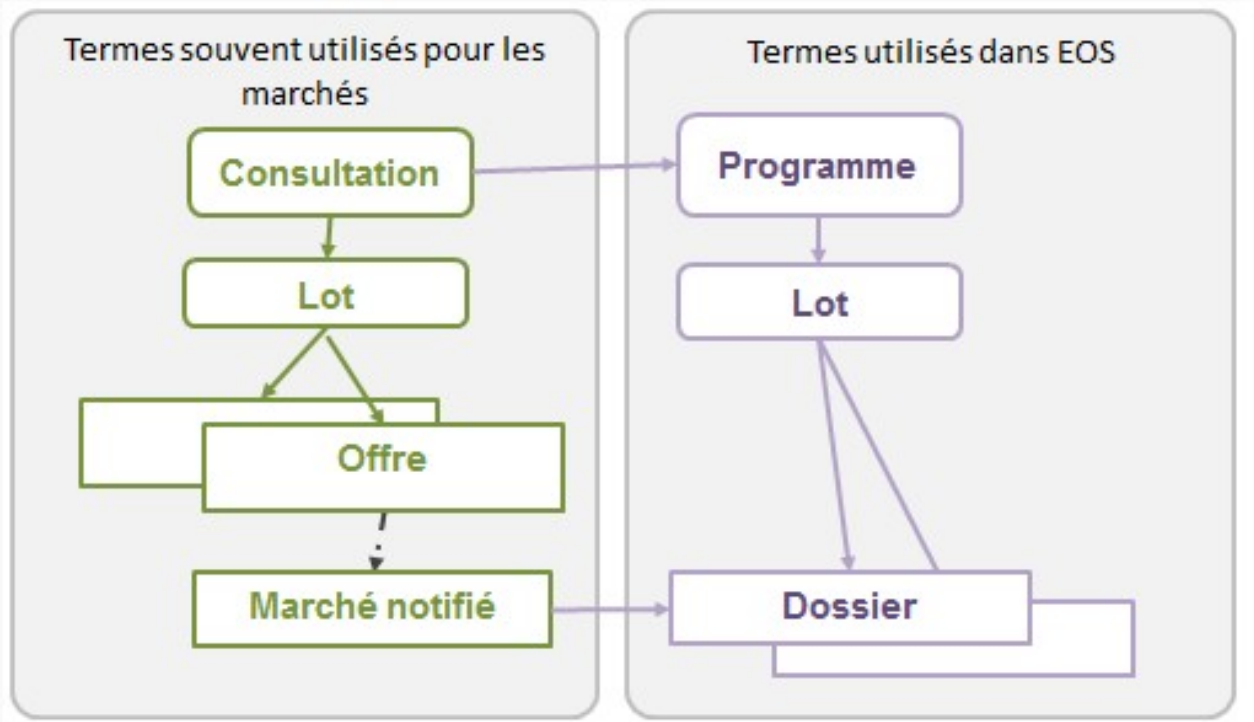 Termes souvent utilisés pour les
marchés
Consultation
Lot
Offre
Marché notifié
Termes utilisés dans EOS
Programme
Lot
Dossier